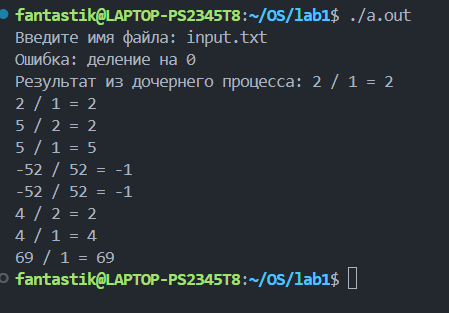 fantastik@LAPTOP-PS2345T8:~/OS/lab1$ ./a.out
Введите имя файла: input.txt
Ошибка: деление на 0
Результат из дочернего процесса: 2 / 1 = 2
2 / 1 = 2
5 / 2 = 2
5 / 1 = 5
-52 / 52 = -1
-52 / 52 = -1
4 / 2 = 2
4 / 1 = 4
69 / 1 = 69
fantastik@LAPTOP-PS2345T8:~/OS/lab1$